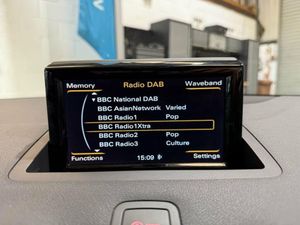 Memory Radio DAB Waveband
BBC National DAB
BBC AsianNetwork Varied
BBC Radio1 Pop
BBC Radio1Xtra
BBC Radio2 Pop
BBC Radio3 Culture
Functions 15:09 Settings